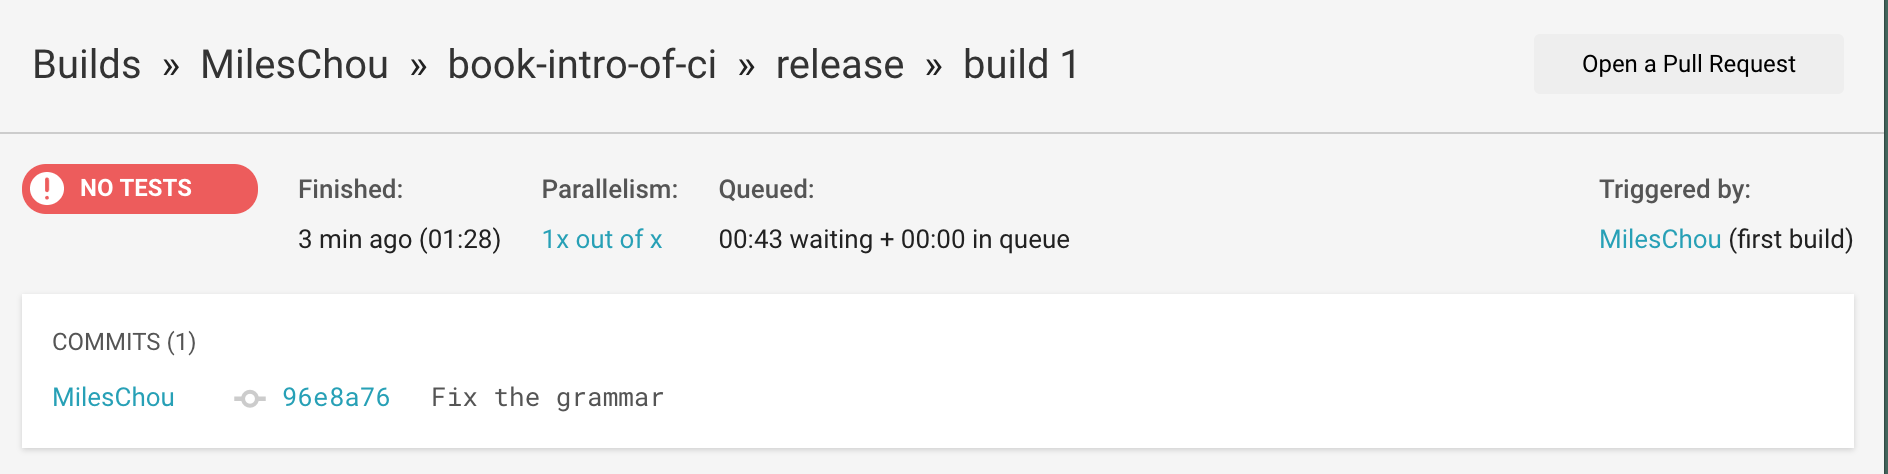 Builds » MilesChou » book-intro-of-ci » release » build 1
Open a Pull Request
! NO TESTS
Finished:
3 min ago (01:28)
Parallelism:
1x out of x
Queued:
00:43 waiting + 00:00 in queue
Triggered by:
MilesChou (first build)
COMMITS (1)
MilesChou 96e8a76 Fix the grammar